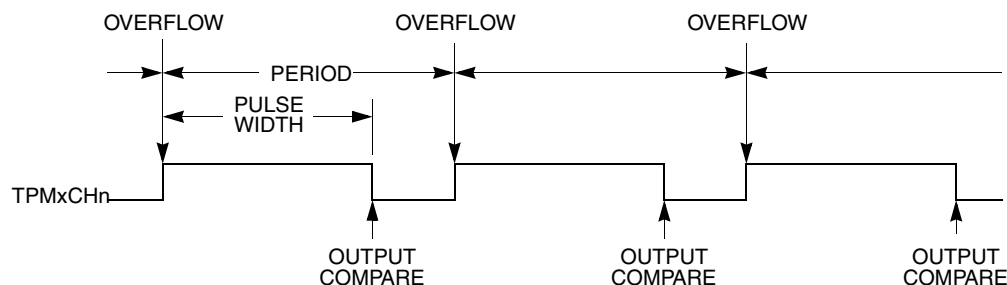 OVERFLOW OVERFLOW OVERFLOW
PERIOD
PULSE
WIDTH
TPMxCHn
OUTPUT OUTPUT OUTPUT
COMPARE COMPARE COMPARE